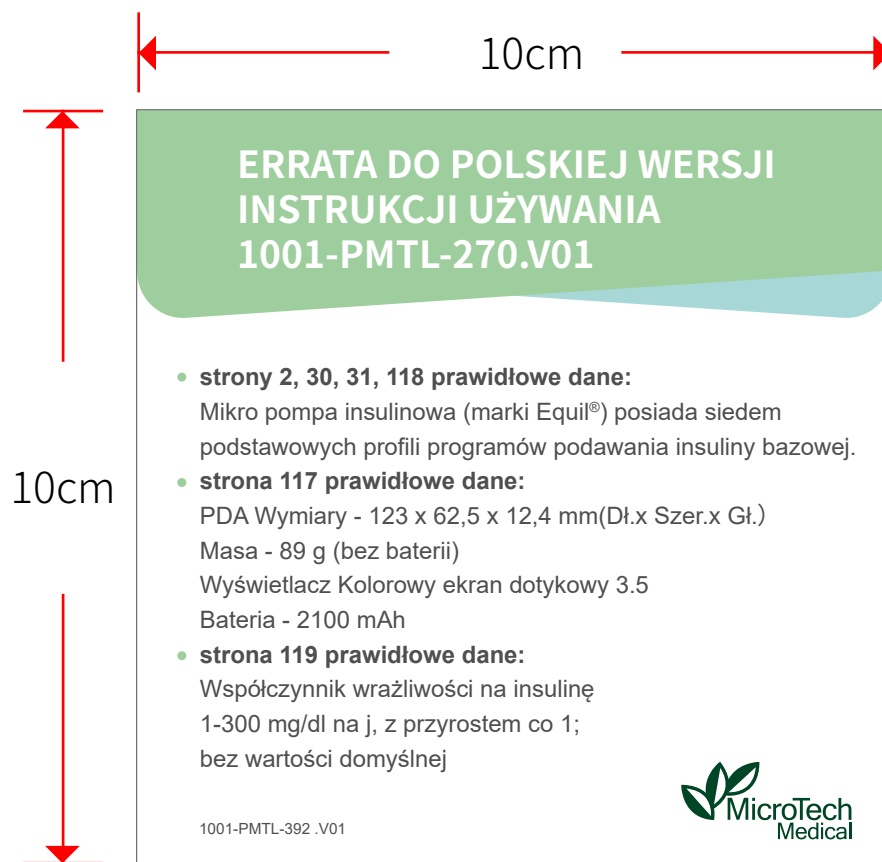 10cm
10cm
ERRATA DO POLSKIEJ WERSJI
INSTRUKCJI UŻYWANIA
1001-PMTL-270.V01
• strony 2, 30, 31, 118 prawidłowe dane:
Mikro pompa insulinowa (marki Equil®) posiada siedem
podstawowych profili programów podawania insuliny bazowej.
• strona 117 prawidłowe dane:
PDA Wymiary - 123 x 62,5 x 12,4 mm(Dł.x Szer.x Gł.)
Masa - 89 g (bez baterii)
Wyświetlacz Kolorowy ekran dotykowy 3.5
Bateria - 2100 mAh
• strona 119 prawidłowe dane:
Współczynnik wrażliwości na insulinę
1-300 mg/dl na j, z przyrostem co 1;
bez wartości domyślnej
1001-PMTL-392 .V01
MicroTech
Medical